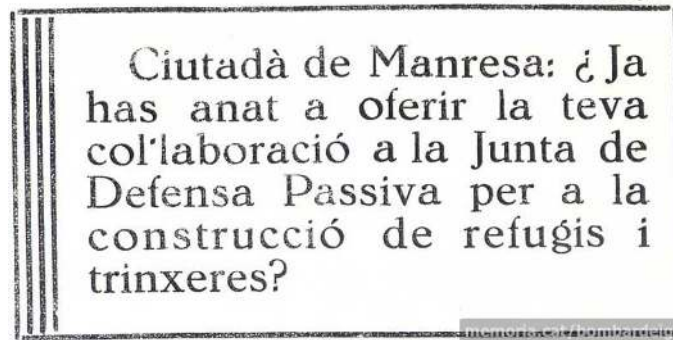 Ciutadà de Manresa: ¿Ja
has anat a oferir la teva
col·laboració a la Junta de
Defensa Passiva per a la
construcció de refugis i
trinxeres?
memoria.cat/bombardeig